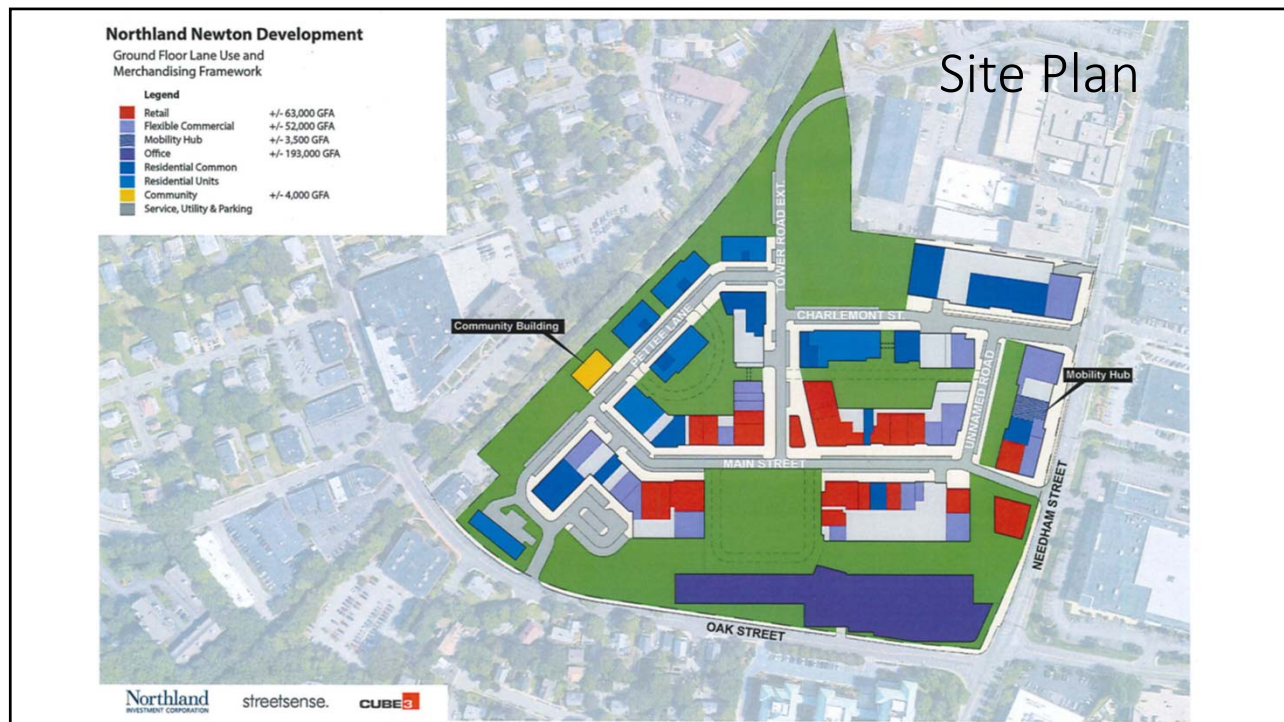 Northland Newton Development
Ground Floor Lane Use and
Merchandising Framework
Legend
Retail +/- 63,000 GFA
Flexible Commercial +/- 52,000 GFA
Mobility Hub +/- 3,500 GFA
Office +/- 193,000 GFA
Residential Common
Residential Units
Community +/- 4,000 GFA
Service, Utility & Parking
Site Plan
TOWER ROAD EXT.
CHARLEMONT ST.
Community Building
PETTEE LANE
UNNAMED ROAD
Mobility Hub
MAIN STREET
NEEDHAM STREET
OAK STREET
Northland
INVESTMENT CORPORATION
streetsense.
CUBE3